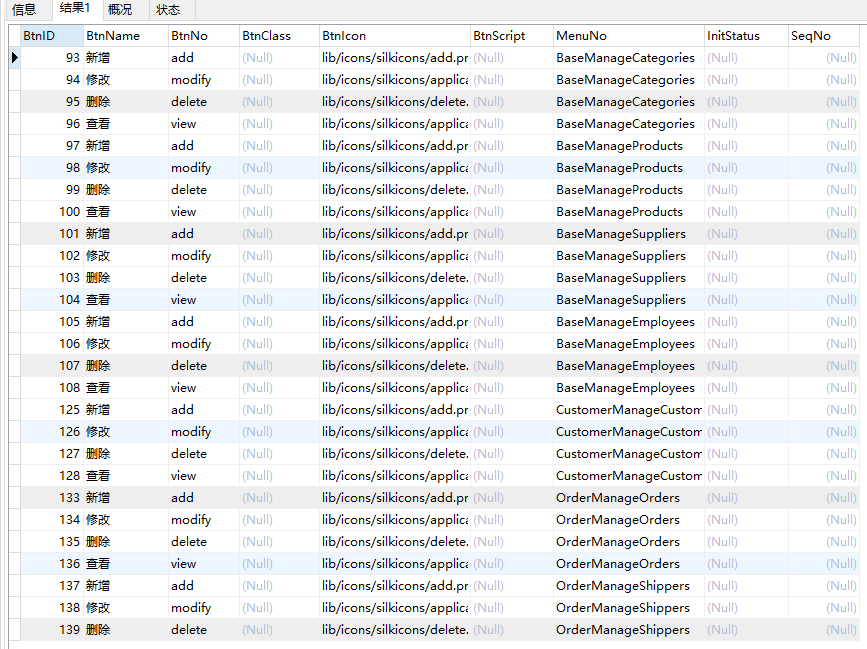 信息 结果1 概况 状态
BtnID BtnName BtnNo BtnClass BtnIcon BtnScript MenuNo InitStatus SeqNo
93 新增 add (Null) lib/icons/silkicons/add.pr (Null) BaseManageCategories (Null) (Null)
94 修改 modify (Null) lib/icons/silkicons/applica (Null) BaseManageCategories (Null) (Null)
95 删除 delete (Null) lib/icons/silkicons/delete. (Null) BaseManageCategories (Null) (Null)
96 查看 view (Null) lib/icons/silkicons/applica (Null) BaseManageCategories (Null) (Null)
97 新增 add (Null) lib/icons/silkicons/add.pr (Null) BaseManageProducts (Null) (Null)
98 修改 modify (Null) lib/icons/silkicons/applica (Null) BaseManageProducts (Null) (Null)
99 删除 delete (Null) lib/icons/silkicons/delete. (Null) BaseManageProducts (Null) (Null)
100 查看 view (Null) lib/icons/silkicons/applica (Null) BaseManageProducts (Null) (Null)
101 新增 add (Null) lib/icons/silkicons/add.pr (Null) BaseManageSuppliers (Null) (Null)
102 修改 modify (Null) lib/icons/silkicons/applica (Null) BaseManageSuppliers (Null) (Null)
103 删除 delete (Null) lib/icons/silkicons/delete. (Null) BaseManageSuppliers (Null) (Null)
104 查看 view (Null) lib/icons/silkicons/applica (Null) BaseManageSuppliers (Null) (Null)
105 新增 add (Null) lib/icons/silkicons/add.pr (Null) BaseManageEmployees (Null) (Null)
106 修改 modify (Null) lib/icons/silkicons/applica (Null) BaseManageEmployees (Null) (Null)
107 删除 delete (Null) lib/icons/silkicons/delete. (Null) BaseManageEmployees (Null) (Null)
108 查看 view (Null) lib/icons/silkicons/applica (Null) BaseManageEmployees (Null) (Null)
125 新增 add (Null) lib/icons/silkicons/add.pr (Null) CustomerManageCustom (Null) (Null)
126 修改 modify (Null) lib/icons/silkicons/applica (Null) CustomerManageCustom (Null) (Null)
127 删除 delete (Null) lib/icons/silkicons/delete. (Null) CustomerManageCustom (Null) (Null)
128 查看 view (Null) lib/icons/silkicons/applica (Null) CustomerManageCustom (Null) (Null)
133 新增 add (Null) lib/icons/silkicons/add.pr (Null) OrderManageOrders (Null) (Null)
134 修改 modify (Null) lib/icons/silkicons/applica (Null) OrderManageOrders (Null) (Null)
135 删除 delete (Null) lib/icons/silkicons/delete. (Null) OrderManageOrders (Null) (Null)
136 查看 view (Null) lib/icons/silkicons/applica (Null) OrderManageOrders (Null) (Null)
137 新增 add (Null) lib/icons/silkicons/add.pr (Null) OrderManageShippers (Null) (Null)
138 修改 modify (Null) lib/icons/silkicons/applica (Null) OrderManageShippers (Null) (Null)
139 删除 delete (Null) lib/icons/silkicons/delete. (Null) OrderManageShippers (Null) (Null)